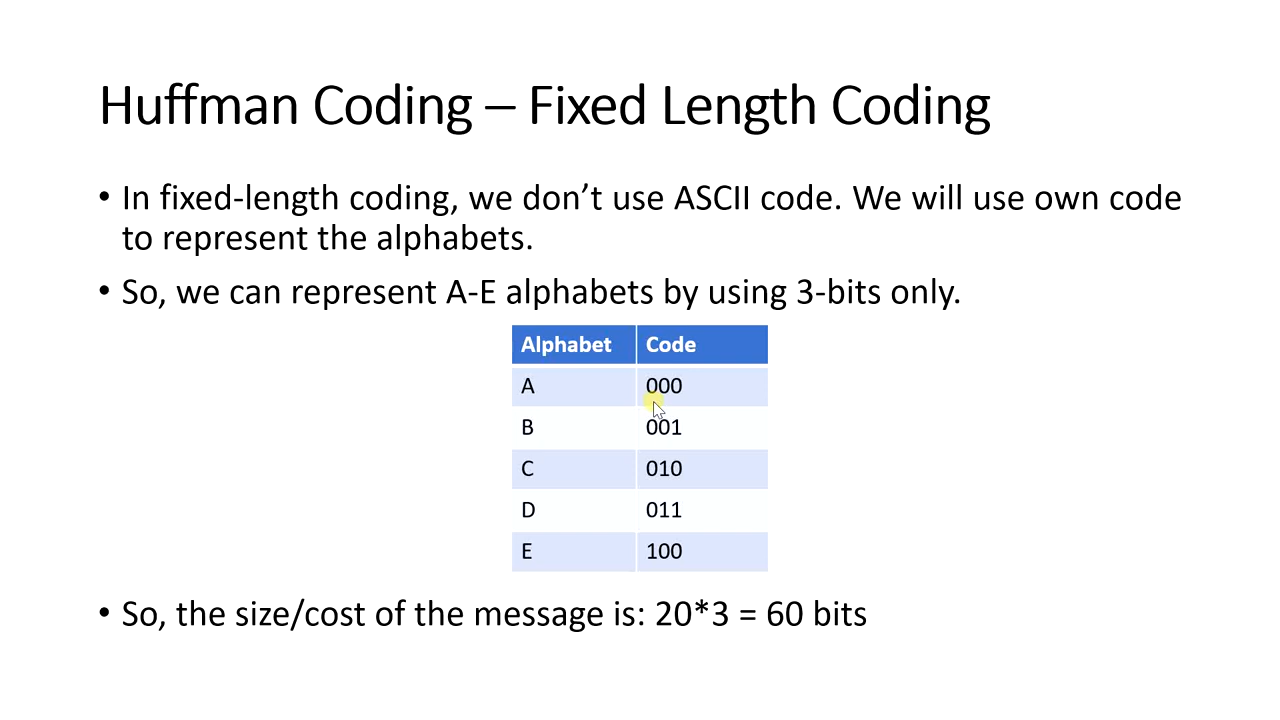 Huffman Coding – Fixed Length Coding
• In fixed-length coding, we don’t use ASCII code. We will use own code
to represent the alphabets.
• So, we can represent A-E alphabets by using 3-bits only.
Alphabet Code
A 000
B 001
C 010
D 011
E 100
• So, the size/cost of the message is: 20*3 = 60 bits